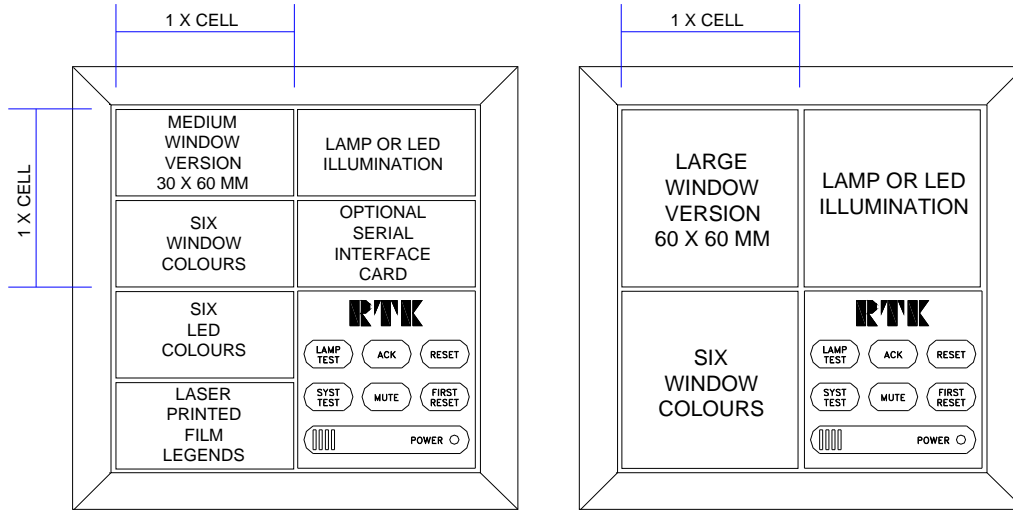 1 X CELL
1 X CELL
MEDIUM
WINDOW
VERSION
30 X 60 MM
LAMP OR LED
ILLUMINATION
SIX
WINDOW
COLOURS
OPTIONAL
SERIAL
INTERFACE
CARD
SIX
LED
COLOURS
LASER
PRINTED
FILM
LEGENDS
RTK
LAMP
TEST
ACK
RESET
SYST
TEST
MUTE
FIRST
RESET
POWER
1 X CELL
LARGE
WINDOW
VERSION
60 X 60 MM
LAMP OR LED
ILLUMINATION
SIX
WINDOW
COLOURS
RTK
LAMP
TEST
ACK
RESET
SYST
TEST
MUTE
FIRST
RESET
POWER